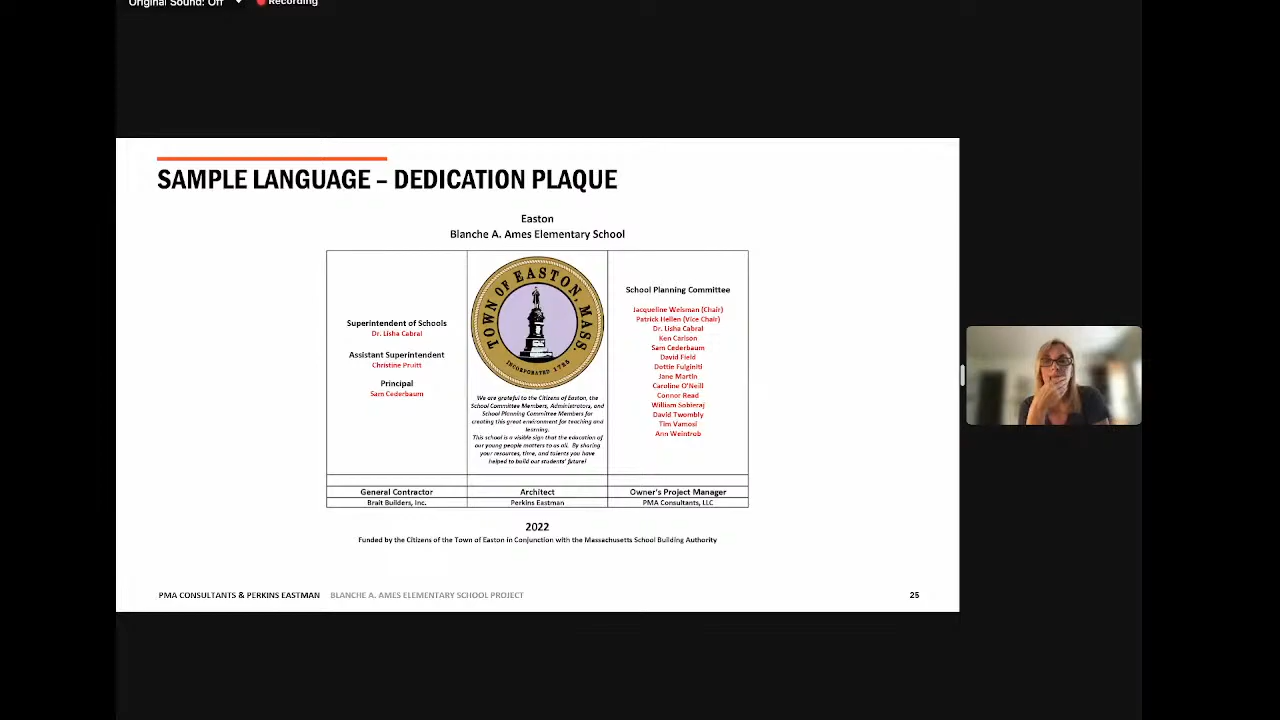 Original Sound: Off
Recording
SAMPLE LANGUAGE – DEDICATION PLAQUE
Easton
Blanche A. Ames Elementary School
Superintendent of Schools
Dr. Lisha Cabral
Assistant Superintendent
Christine Pruitt
Principal
Sam Cederbaum
TOWN OF EASTON, MASS.
INCORPORATED 1725
We are grateful to the Citizens of Easton, the
School Committee Members, Administrators, and
School Planning Committee Members for
creating this great environment for teaching and
learning.
This school is a visible sign that the education of
our young people matters to us all. By sharing
your resources, time, and talents you have
helped to build our students' future!
School Planning Committee
Jacqueline Weisman (Chair)
Patrick Hellen (Vice Chair)
Dr. Lisha Cabral
Ken Carlson
Sam Cederbaum
David Field
Dottie Fulginiti
Jane Martin
Caroline O'Neill
Connor Read
William Sobieraj
David Twombly
Tim Vamosi
Ann Weintrob
General Contractor
Architect
Owner's Project Manager
Brait Builders, Inc.
Perkins Eastman
PMA Consultants, LLC
2022
Funded by the Citizens of the Town of Easton in Conjunction with the Massachusetts School Building Authority
PMA CONSULTANTS & PERKINS EASTMAN
BLANCHE A. AMES ELEMENTARY SCHOOL PROJECT
25